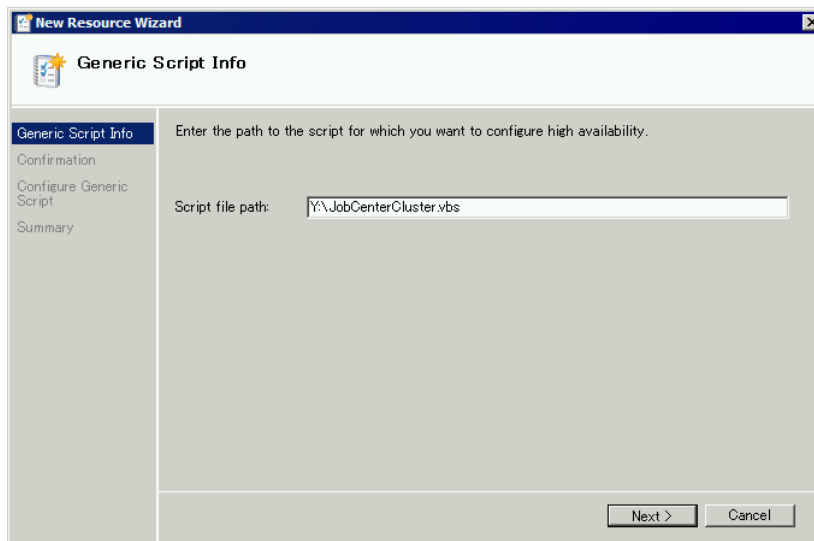 New Resource Wizard
Generic Script Info
Generic Script Info
Enter the path to the script for which you want to configure high availability.
Confirmation
Configure Generic
Script
Summary
Script file path:
Y:\JobCenterCluster.vbs
Next >
Cancel